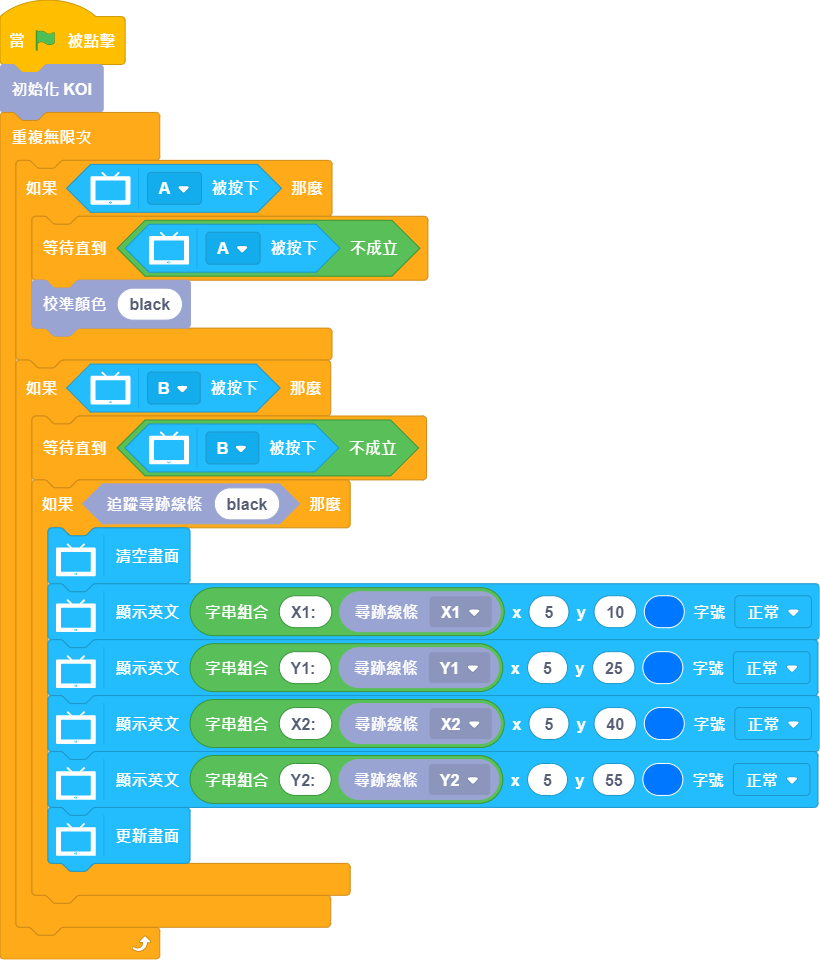 當 被點擊
初始化 KOI
重複無限次
如果 A 被按下 那麼
等待直到 A 被按下 不成立
校準顏色 black
如果 B 被按下 那麼
等待直到 B 被按下 不成立
如果 追蹤尋跡線條 black 那麼
清空畫面
顯示英文 字串組合 X1: 尋跡線條 X1 x 5 y 10 字號 正常
顯示英文 字串組合 Y1: 尋跡線條 Y1 x 5 y 25 字號 正常
顯示英文 字串組合 X2: 尋跡線條 X2 x 5 y 40 字號 正常
顯示英文 字串組合 Y2: 尋跡線條 Y2 x 5 y 55 字號 正常
更新畫面